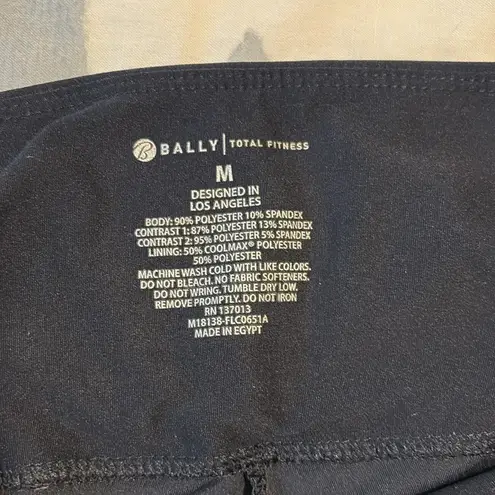 B BALLY | TOTAL FITNESS
M
DESIGNED IN
LOS ANGELES
BODY: 90% POLYESTER 10% SPANDEX
CONTRAST 1: 87% POLYESTER 13% SPANDEX
CONTRAST 2: 95% POLYESTER 5% SPANDEX
LINING: 50% COOLMAX® POLYESTER
50% POLYESTER
MACHINE WASH COLD WITH LIKE COLORS.
DO NOT BLEACH. NO FABRIC SOFTENERS.
DO NOT WRING. TUMBLE DRY LOW.
REMOVE PROMPTLY. DO NOT IRON
RN 137013
M18138-FLC0651A
MADE IN EGYPT